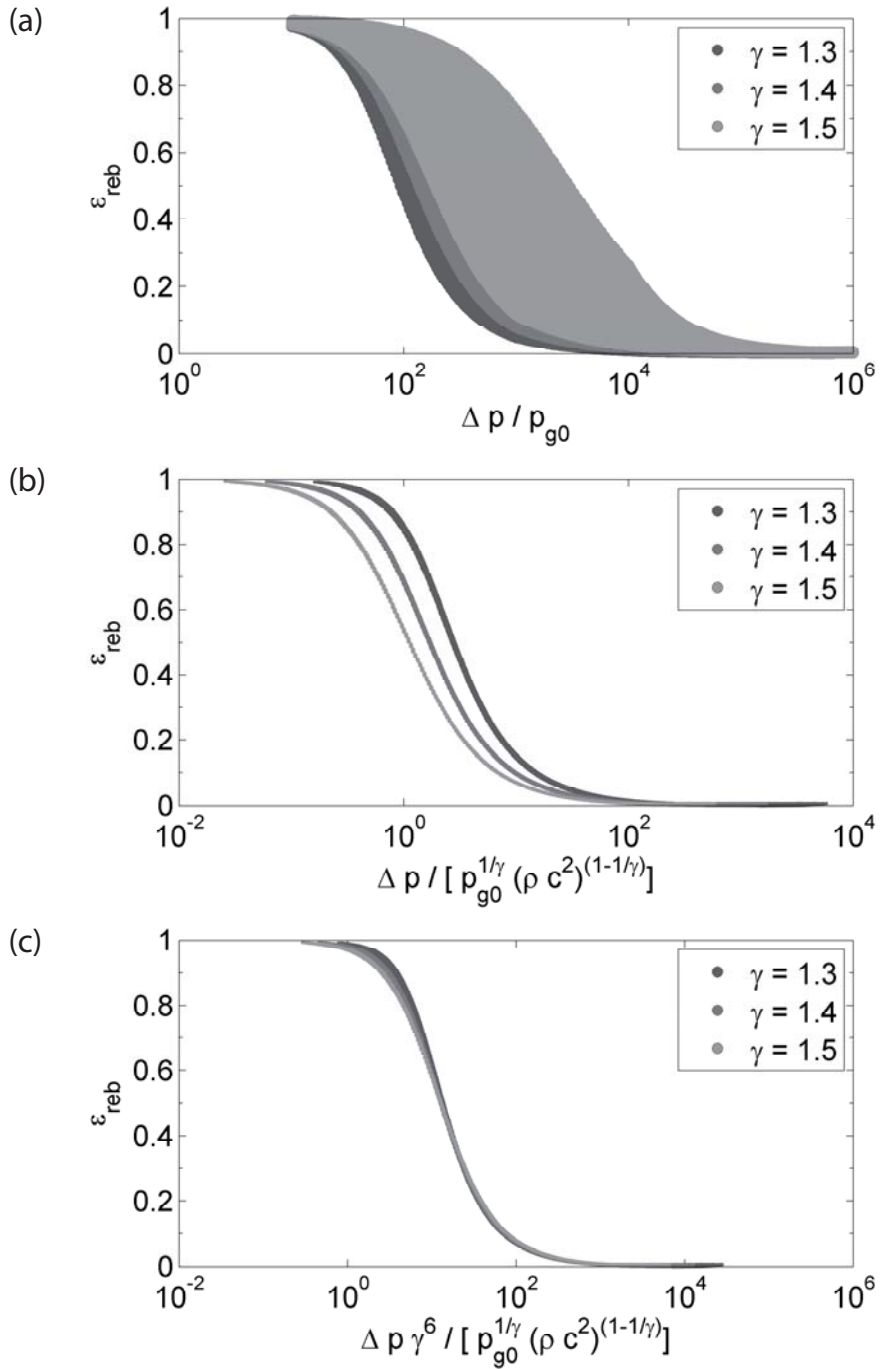 (a)
1
0.8
0.6
0.4
0.2
0
ε_reb
γ = 1.3
γ = 1.4
γ = 1.5
10^0 10^2 10^4 10^6
Δ p / p_g0
(b)
1
0.8
0.6
0.4
0.2
0
ε_reb
γ = 1.3
γ = 1.4
γ = 1.5
10^-2 10^0 10^2 10^4
Δ p / [ p_g0^1/γ (ρ c^2)^(1-1/γ) ]
(c)
1
0.8
0.6
0.4
0.2
0
ε_reb
γ = 1.3
γ = 1.4
γ = 1.5
10^-2 10^0 10^2 10^4 10^6
Δ p γ^6 / [ p_g0^1/γ (ρ c^2)^(1-1/γ) ]